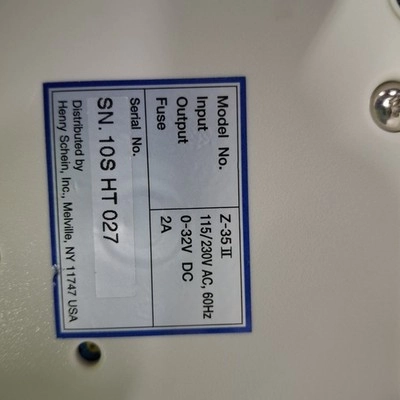 Model No. Z-35 II
Input 115/230V AC, 60Hz
Output 0-32V DC
Fuse 2A
Serial No.
SN. 10S HT 027
Distributed by
Henry Schein, Inc., Melville, NY 11747 USA